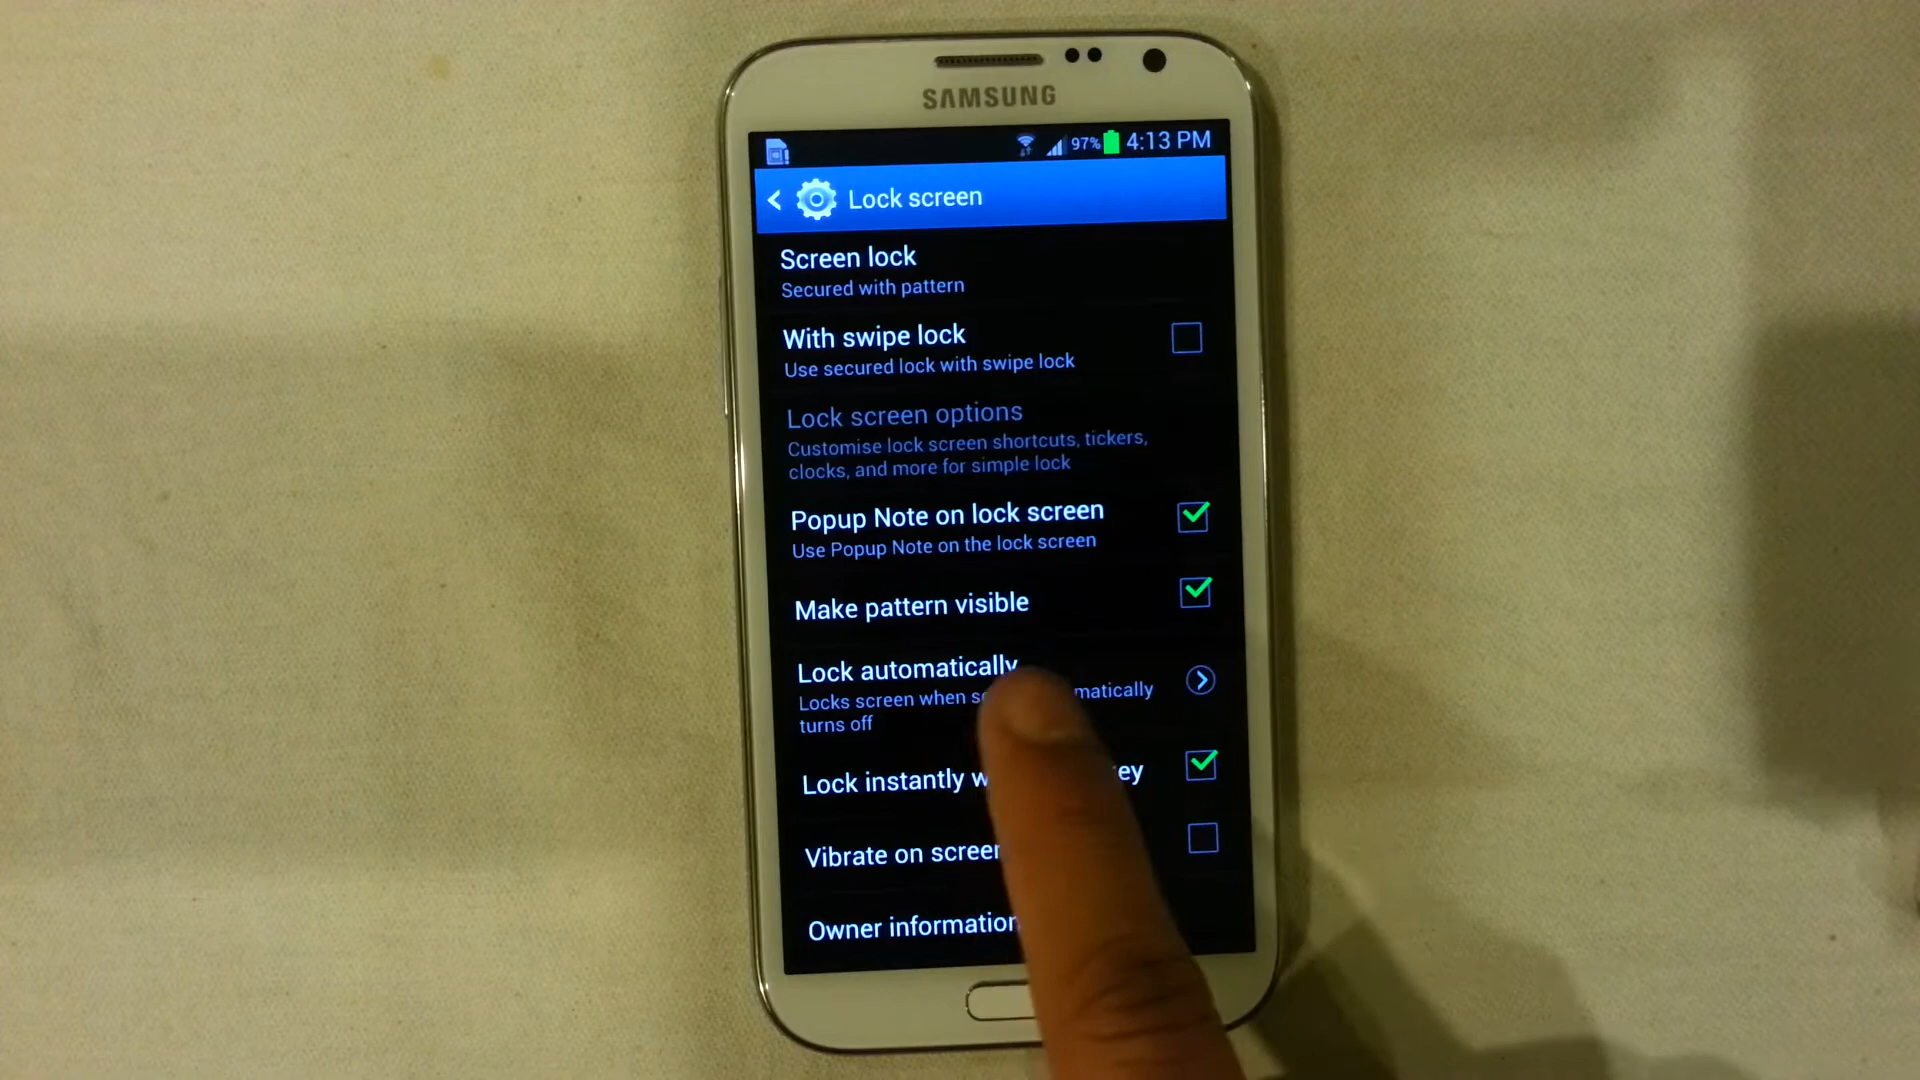 SAMSUNG
97% 4:13 PM
Lock screen
Screen lock
Secured with pattern
With swipe lock
Use secured lock with swipe lock
Lock screen options
Customise lock screen shortcuts, tickers,
clocks, and more for simple lock
Popup Note on lock screen
Use Popup Note on the lock screen
Make pattern visible
Lock automatically
Locks screen when matically
turns off
Lock instantly ey
Vibrate on screen
Owner information